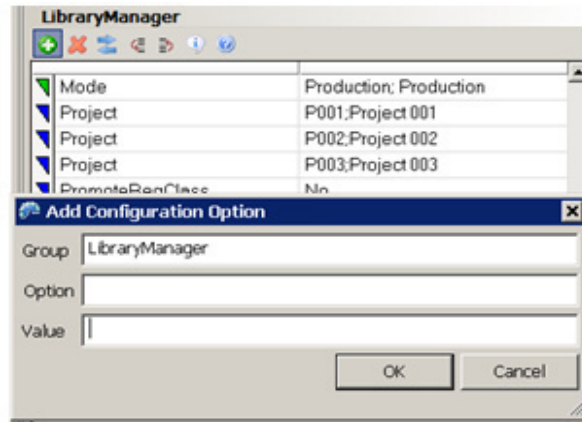 LibraryManager
Mode Production; Production
Project P001;Project 001
Project P002;Project 002
Project P003;Project 003
PromoteRegClass No
Add Configuration Option
Group LibraryManager
Option
Value
OK Cancel